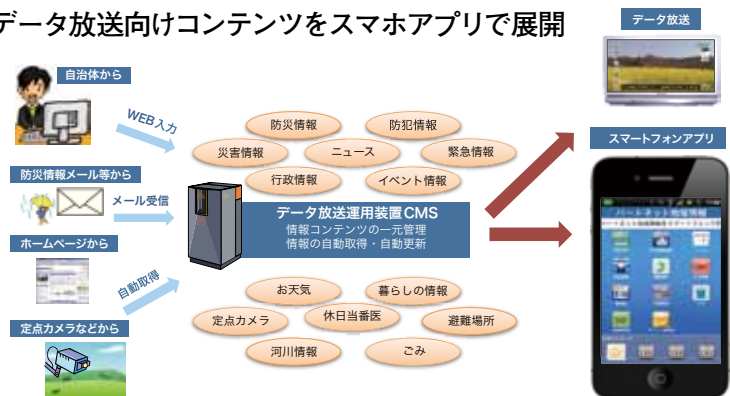 データ放送向けコンテンツをスマホアプリで展開
データ放送
自治体から
WEB入力
防災情報
防犯情報
災害情報
ニュース
緊急情報
行政情報
イベント情報
スマートフォンアプリ
防災情報メール等から
メール受信
データ放送運用装置CMS
情報コンテンツの一元管理
情報の自動取得・自動更新
ホームページから
自動取得
お天気
暮らしの情報
定点カメラ
休日当番医
避難場所
河川情報
ごみ
定点カメラなどから